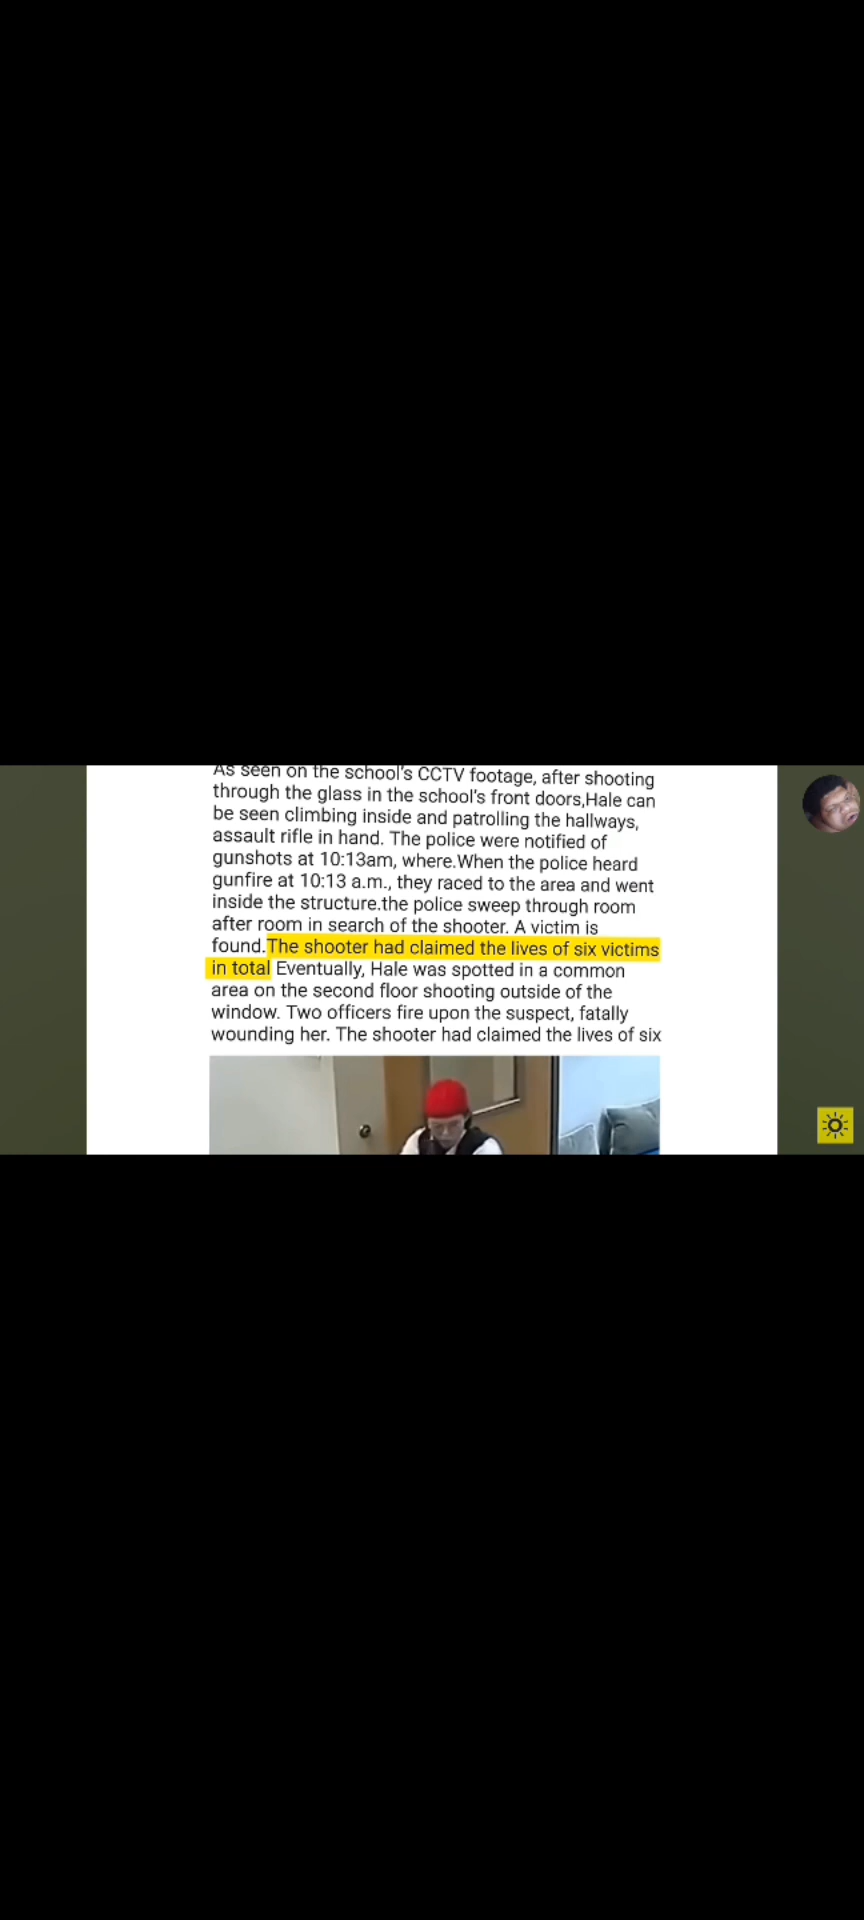 As seen on the school's CCTV footage, after shooting
through the glass in the school's front doors,Hale can
be seen climbing inside and patrolling the hallways,
assault rifle in hand. The police were notified of
gunshots at 10:13am, where.When the police heard
gunfire at 10:13 a.m., they raced to the area and went
inside the structure.the police sweep through room
after room in search of the shooter. A victim is
found.The shooter had claimed the lives of six victims
in total Eventually, Hale was spotted in a common
area on the second floor shooting outside of the
window. Two officers fire upon the suspect, fatally
wounding her. The shooter had claimed the lives of six